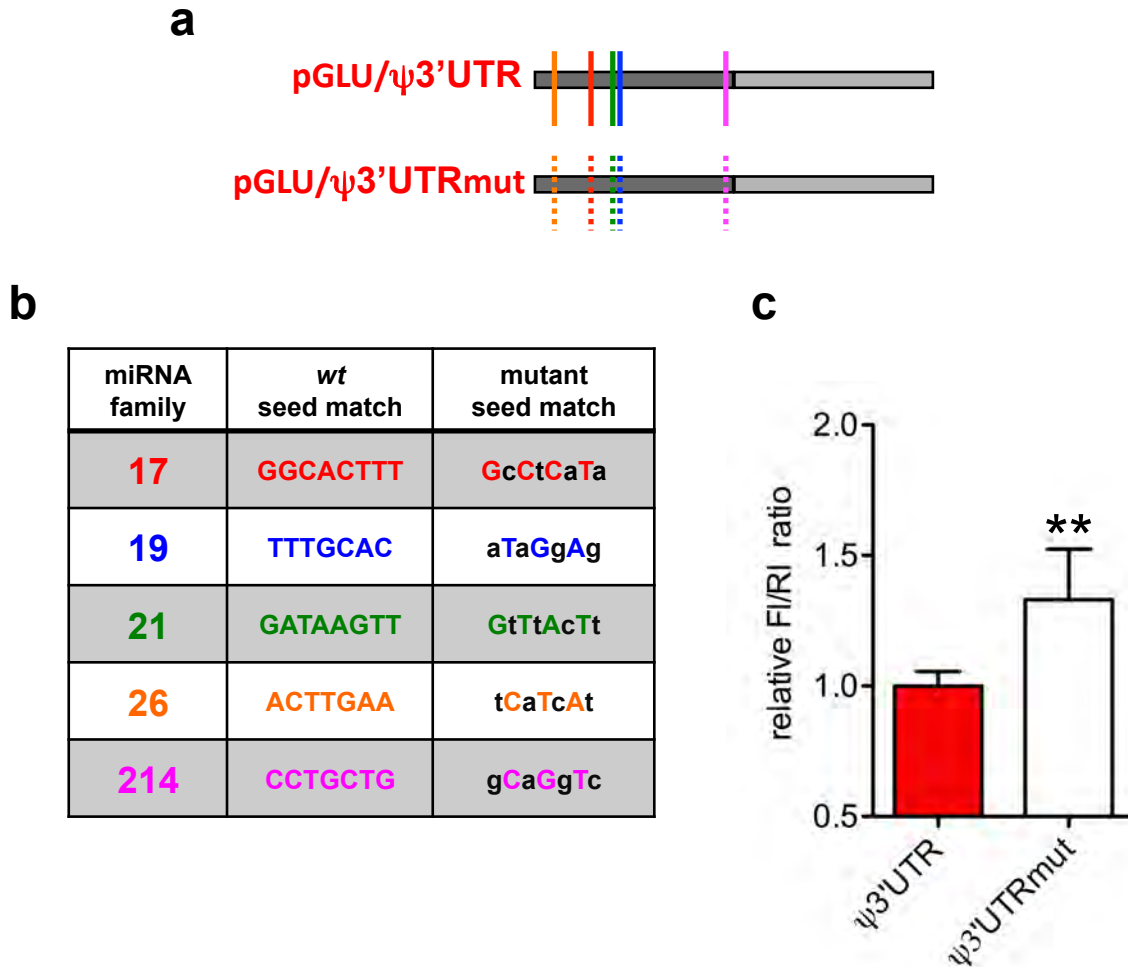 a
pGLU/ψ3’UTR
pGLU/ψ3’UTRmut
b
miRNA family
wt seed match
mutant seed match
17 GGCACTTT GcCtCaTa
19 TTTGCAC aTaGgAg
21 GATAAGTT GtTtAcTt
26 ACTTGAA tCaTcAt
214 CCTGCTG gCaGgTc
c
relative Fl/Rl ratio
2.0
**
1.5
1.0
0.5
ψ3'UTR
ψ3'UTRmut